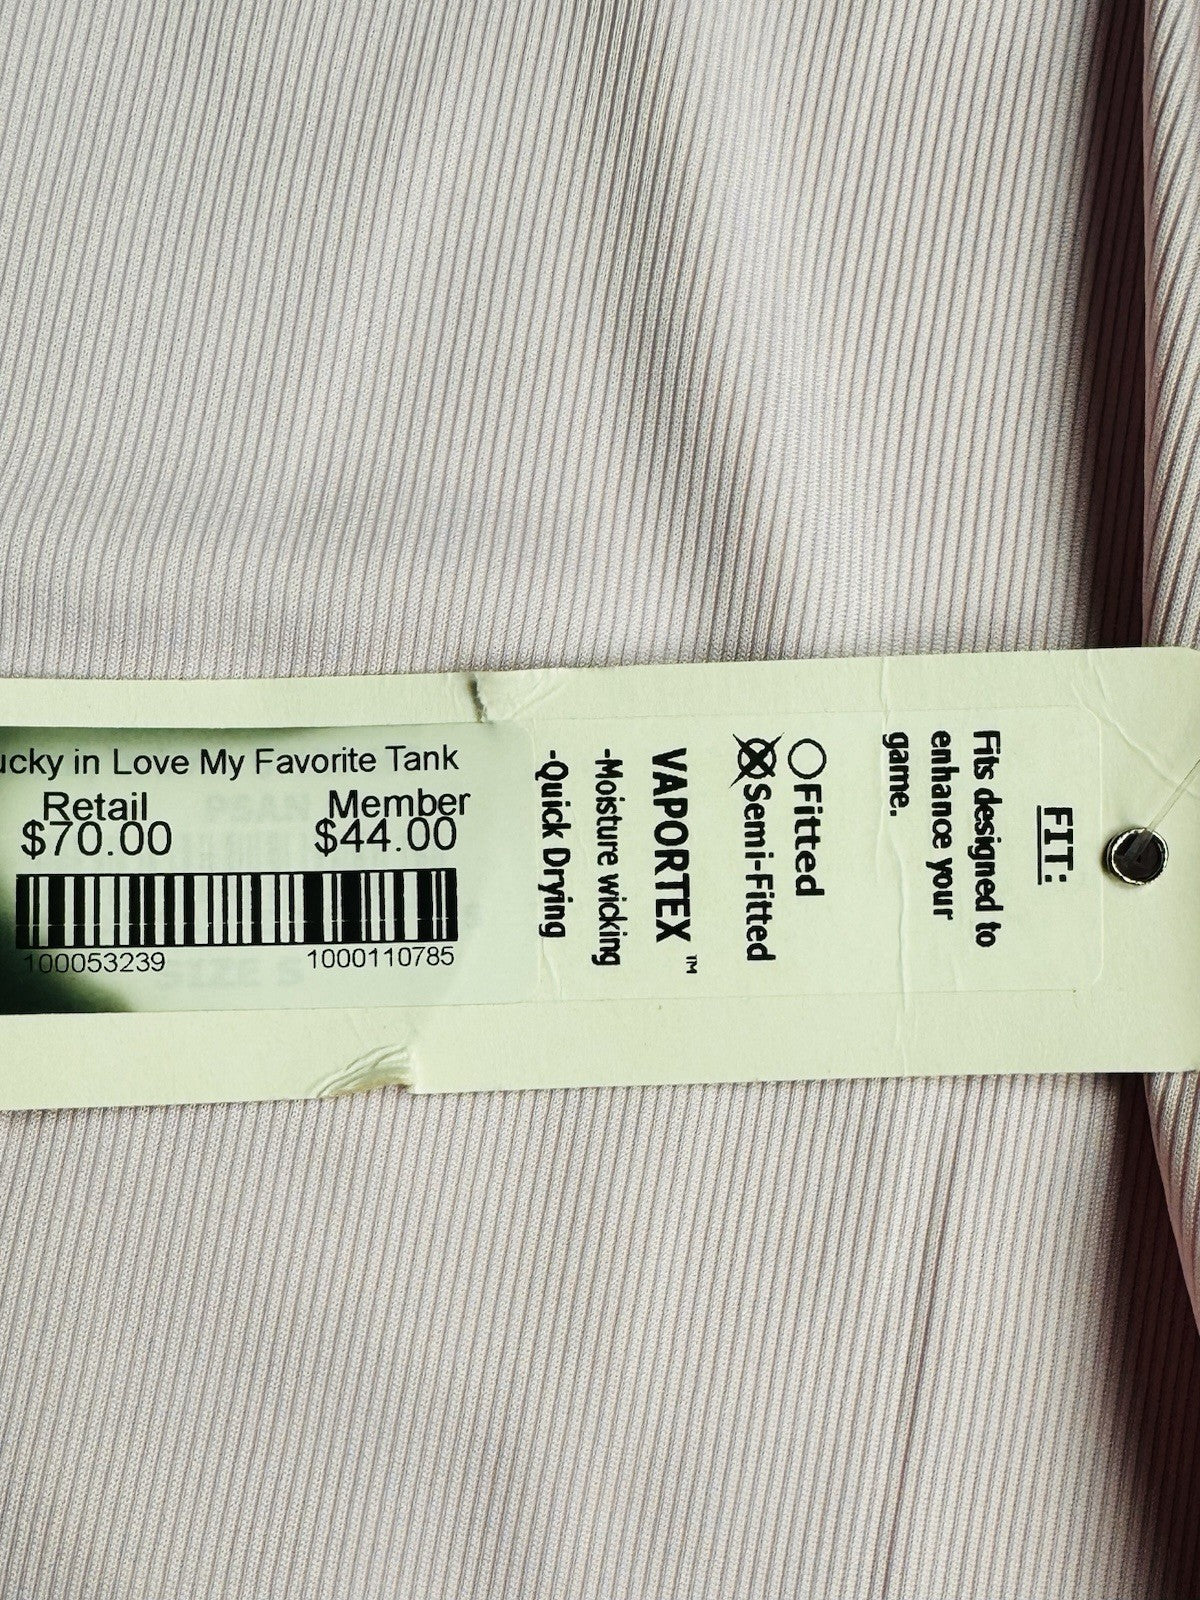 ucky in Love My Favorite Tank
Retail Member
$70.00 $44.00
100053239 1000110785
FIT:
Fits designed to
enhance your
game.
Fitted
Semi-Fitted
VAPORTEX™
-Moisture wicking
-Quick Drying